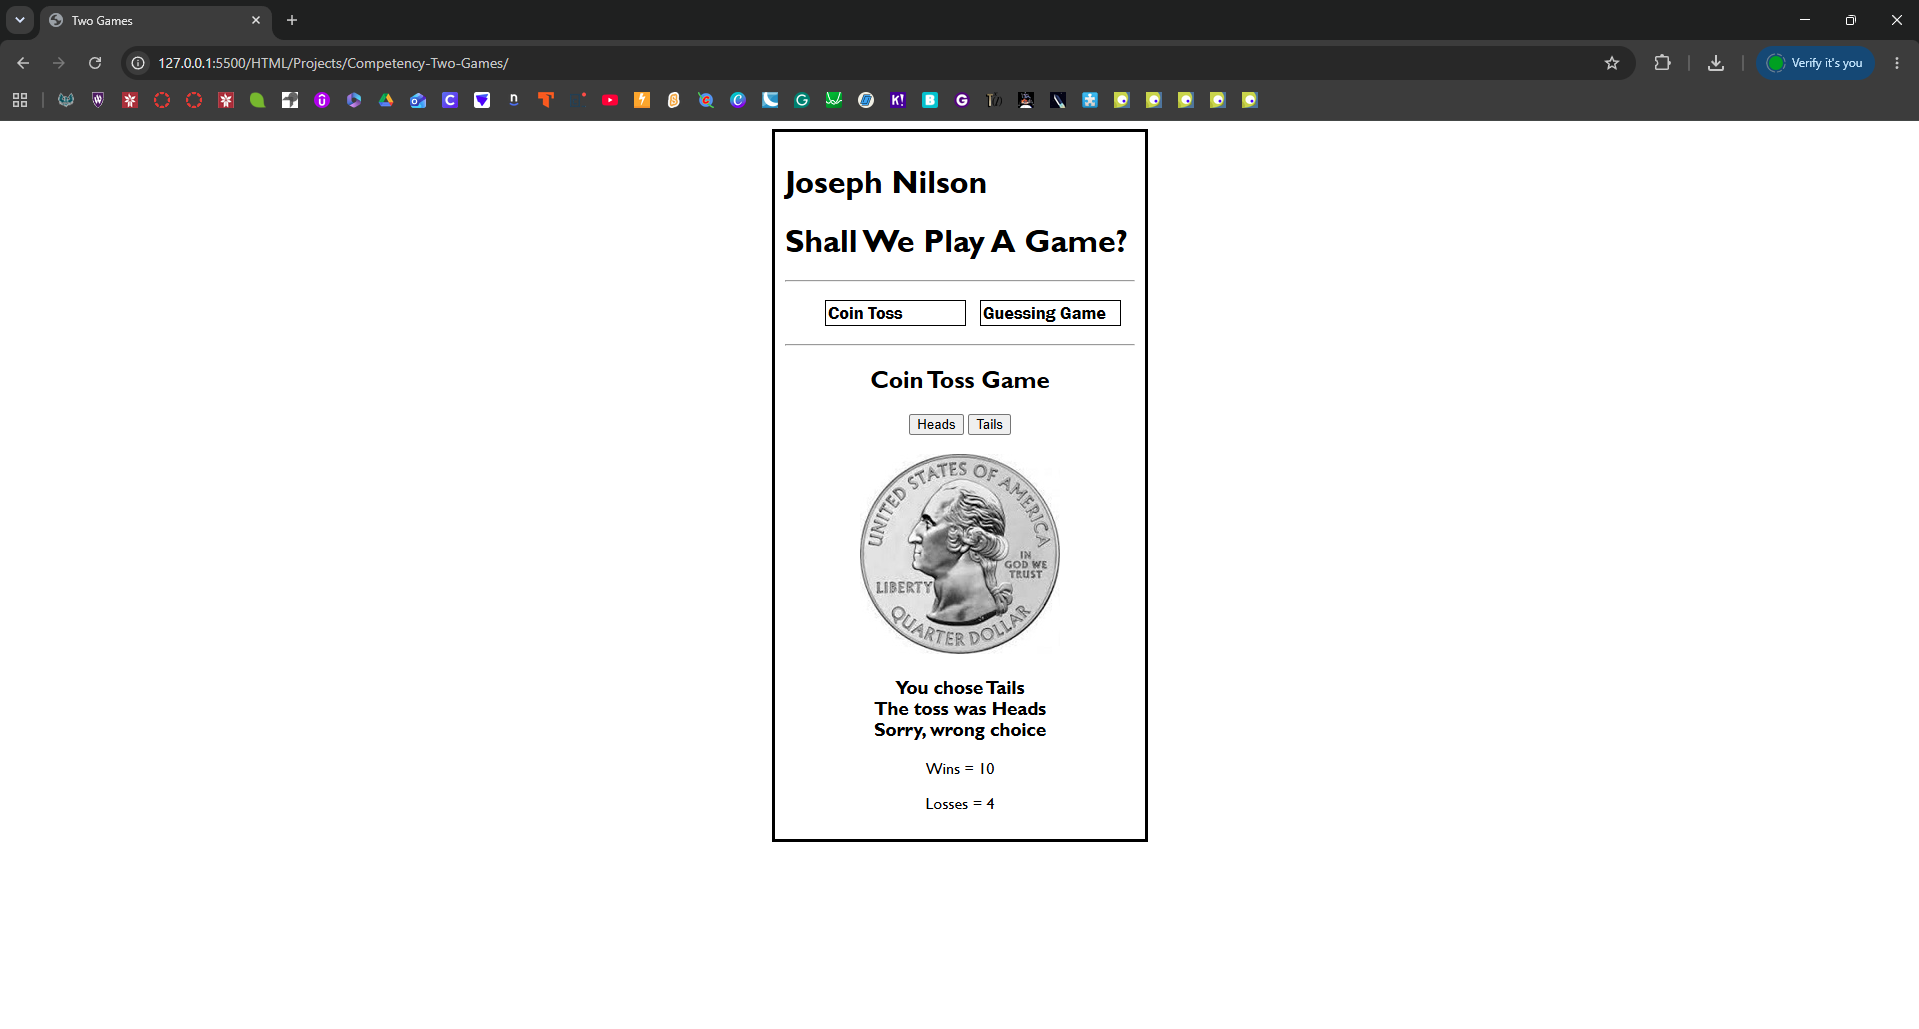 Two Games
127.0.0.1:5500/HTML/Projects/Competency-Two-Games/
Verify it's you
Joseph Nilson
Shall We Play A Game?
Coin Toss
Guessing Game
Coin Toss Game
Heads
Tails
UNITED STATES OF AMERICA
IN
GOD WE
TRUST
LIBERTY
QUARTER DOLLAR
You chose Tails
The toss was Heads
Sorry, wrong choice
Wins = 10
Losses = 4